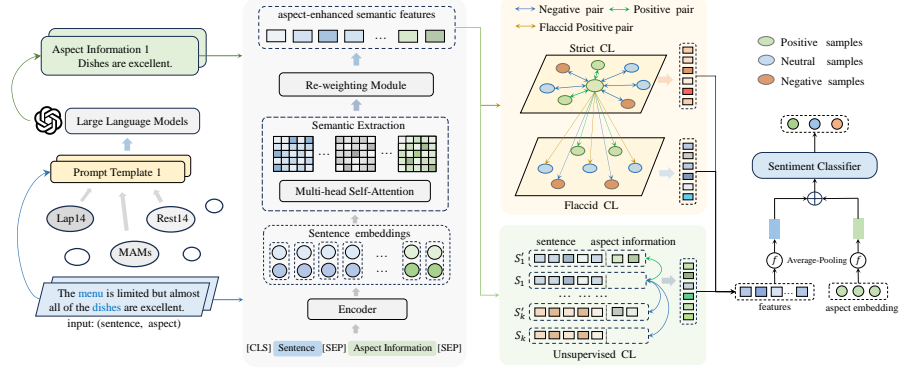 Aspect Information 1
Dishes are excellent.
Large Language Models
Prompt Template 1
Lap14
Rest14
MAMs
The menu is limited but almost
all of the dishes are excellent.
input: (sentence, aspect)
aspect-enhanced semantic features
...
Re-weighting Module
Semantic Extraction
... ...
Multi-head Self-Attention
Sentence embeddings
...
...
Encoder
[CLS] Sentence [SEP] Aspect Information [SEP]
Negative pair
Positive pair
Flaccid Positive pair
Strict CL
Flaccid CL
sentence aspect information
S'1
S1
... ... ...
S'k
Sk
Unsupervised CL
Positive samples
Neutral samples
Negative samples
Sentiment Classifier
f Average-Pooling f
...
features
aspect embedding